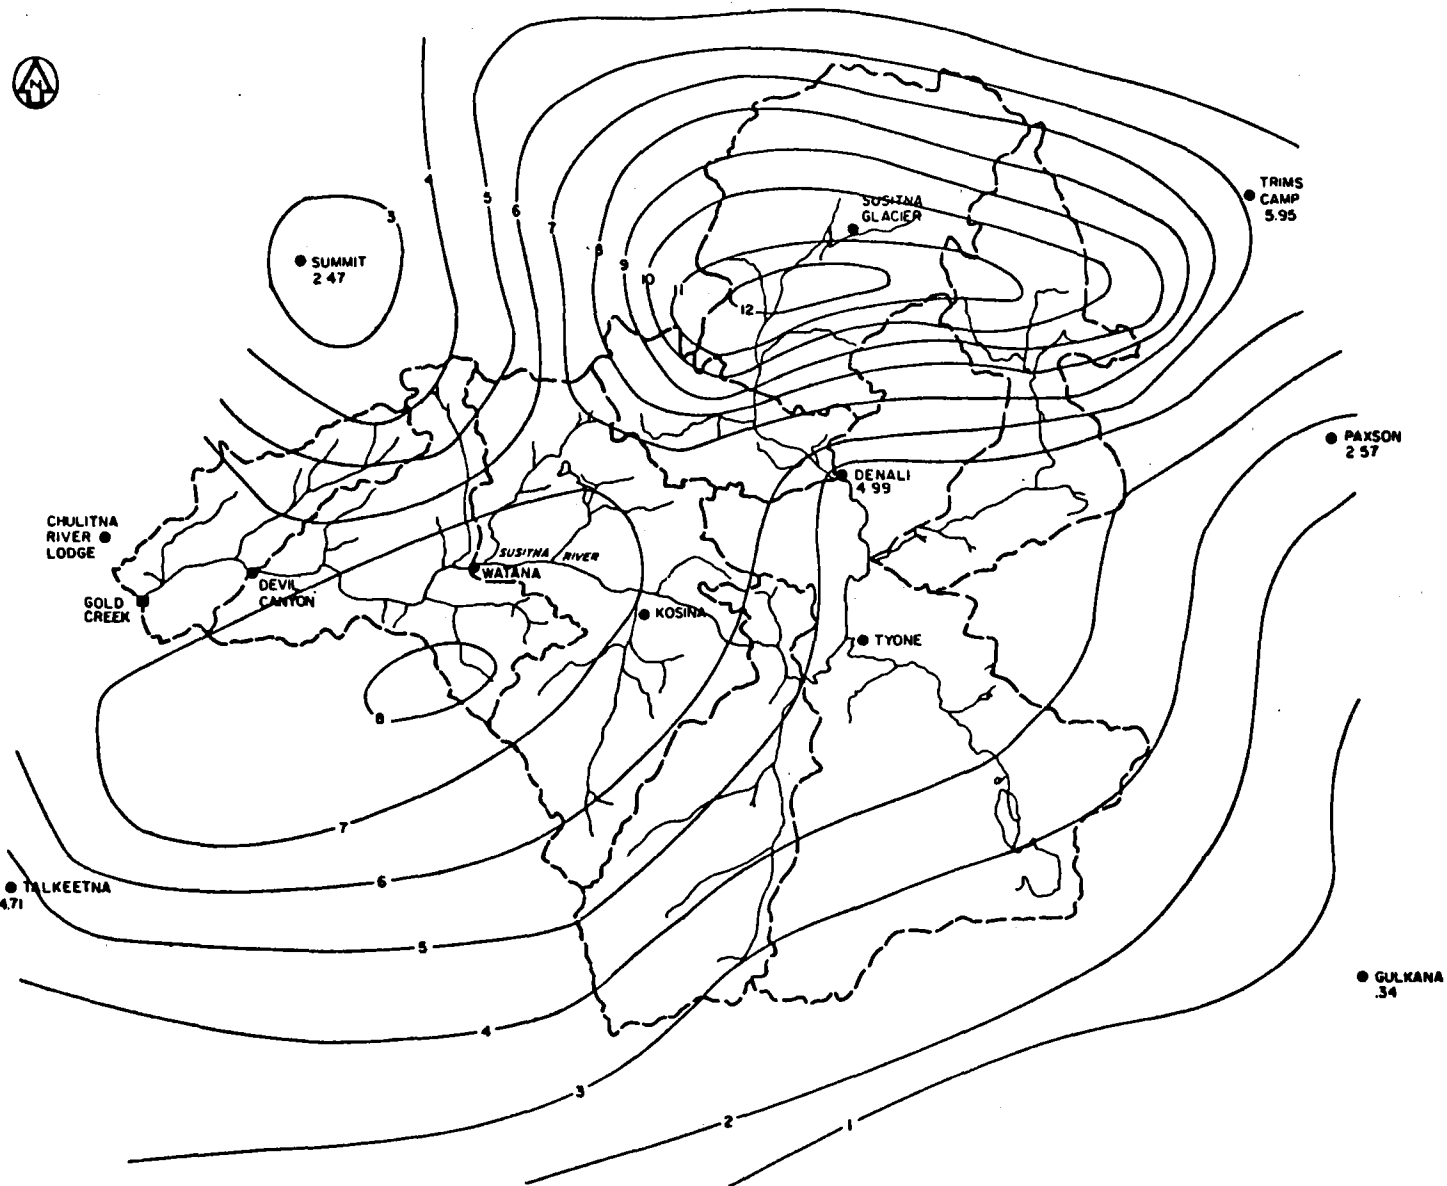 N
4
5
6
7
8
9
10
11
12
3
SUMMIT
2 47
SUSITNA
GLACIER
TRIMS
CAMP
5.95
PAXSON
2 57
DENALI
4 99
CHULITNA
RIVER
LODGE
GOLD
CREEK
DEVIL
CANYON
SUSITNA RIVER
WATANA
KOSINA
TYONE
8
7
6
5
4
3
2
1
TALKEETNA
4.71
GULKANA
.34